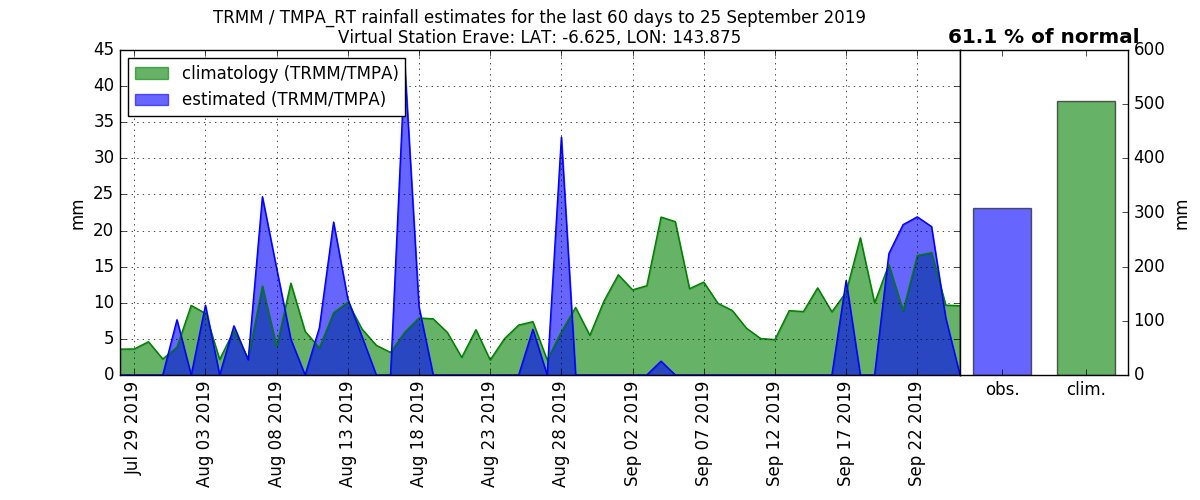 TRMM / TMPA_RT rainfall estimates for the last 60 days to 25 September 2019
Virtual Station Erave: LAT: -6.625, LON: 143.875
61.1 % of normal
climatology (TRMM/TMPA)
estimated (TRMM/TMPA)
mm
45
40
35
30
25
20
15
10
5
0
Jul 29 2019
Aug 03 2019
Aug 08 2019
Aug 13 2019
Aug 18 2019
Aug 23 2019
Aug 28 2019
Sep 02 2019
Sep 07 2019
Sep 12 2019
Sep 17 2019
Sep 22 2019
obs.
clim.
600
500
400
300
200
100
0
mm